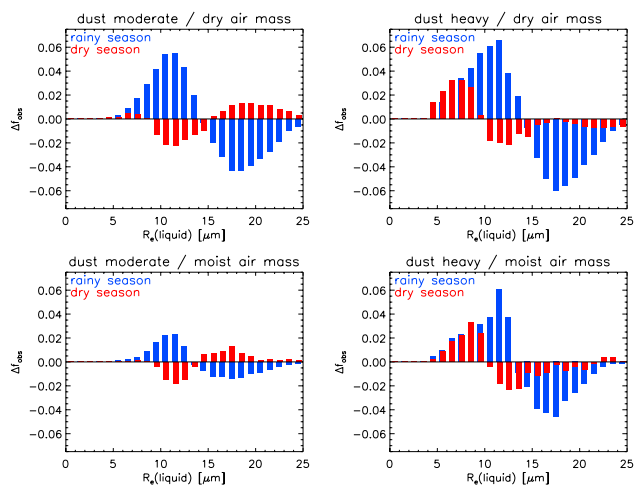 dust moderate / dry air mass
rainy season
dry season
0.06
0.04
0.02
0.00
−0.02
−0.04
−0.06
Δf_obs
0 5 10 15 20 25
R_e(liquid) [μm]
dust heavy / dry air mass
rainy season
dry season
0.06
0.04
0.02
0.00
−0.02
−0.04
−0.06
Δf_obs
0 5 10 15 20 25
R_e(liquid) [μm]
dust moderate / moist air mass
rainy season
dry season
0.06
0.04
0.02
0.00
−0.02
−0.04
−0.06
Δf_obs
0 5 10 15 20 25
R_e(liquid) [μm]
dust heavy / moist air mass
rainy season
dry season
0.06
0.04
0.02
0.00
−0.02
−0.04
−0.06
Δf_obs
0 5 10 15 20 25
R_e(liquid) [μm]